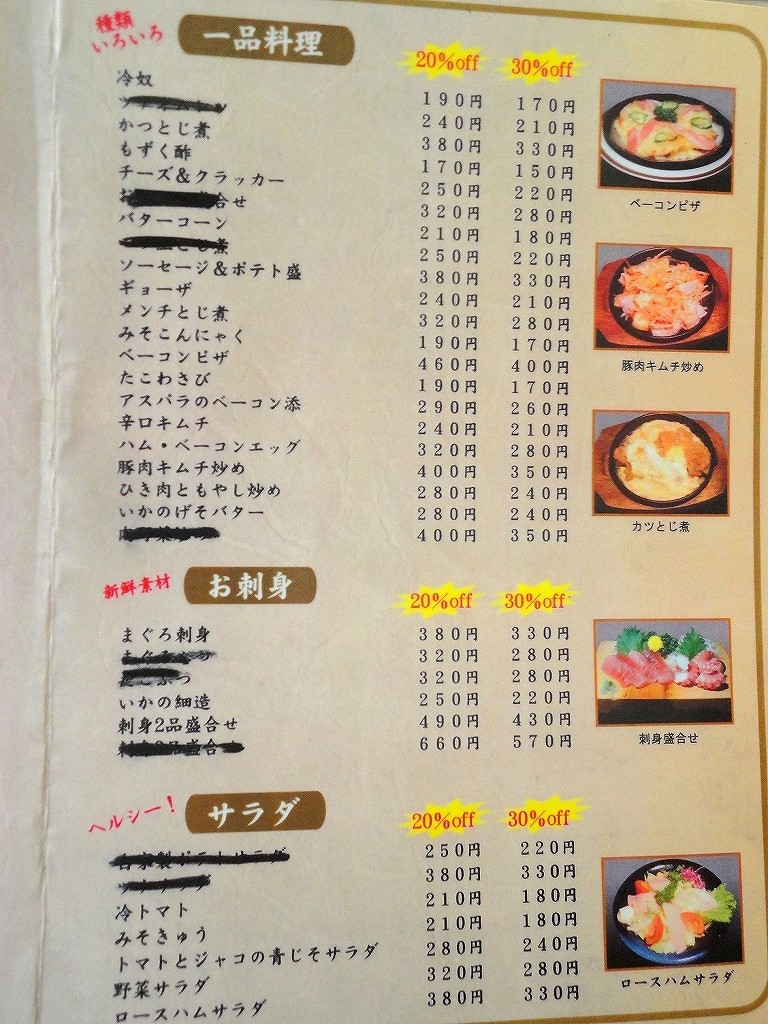 種類
いろいろ
一品料理
20%off 30%off
冷奴 190円 170円
240円 210円
かつとじ煮 380円 330円
もずく酢 170円 150円
チーズ＆クラッカー 250円 220円
合せ 320円 280円
バターコーン 210円 180円
250円 220円
ソーセージ＆ポテト盛 380円 330円
ギョーザ 240円 210円
メンチとじ煮 320円 280円
みそこんにゃく 190円 170円
ベーコンピザ 460円 400円
たこわさび 190円 170円
アスパラのベーコン添 290円 260円
辛口キムチ 240円 210円
ハム・ベーコンエッグ 320円 280円
豚肉キムチ炒め 400円 350円
ひき肉ともやし炒め 280円 240円
いかのげそバター 280円 240円
400円 350円
ベーコンピザ
豚肉キムチ炒め
カツとじ煮
新鮮素材
お刺身
20%off 30%off
まぐろ刺身 380円 330円
320円 280円
320円 280円
いかの細造 250円 220円
刺身2品盛合せ 490円 430円
660円 570円
刺身盛合せ
ヘルシー！
サラダ
20%off 30%off
250円 220円
380円 330円
冷トマト 210円 180円
みそきゅう 210円 180円
トマトとジャコの青じそサラダ 280円 240円
野菜サラダ 320円 280円
ロースハムサラダ 380円 330円
ロースハムサラダ